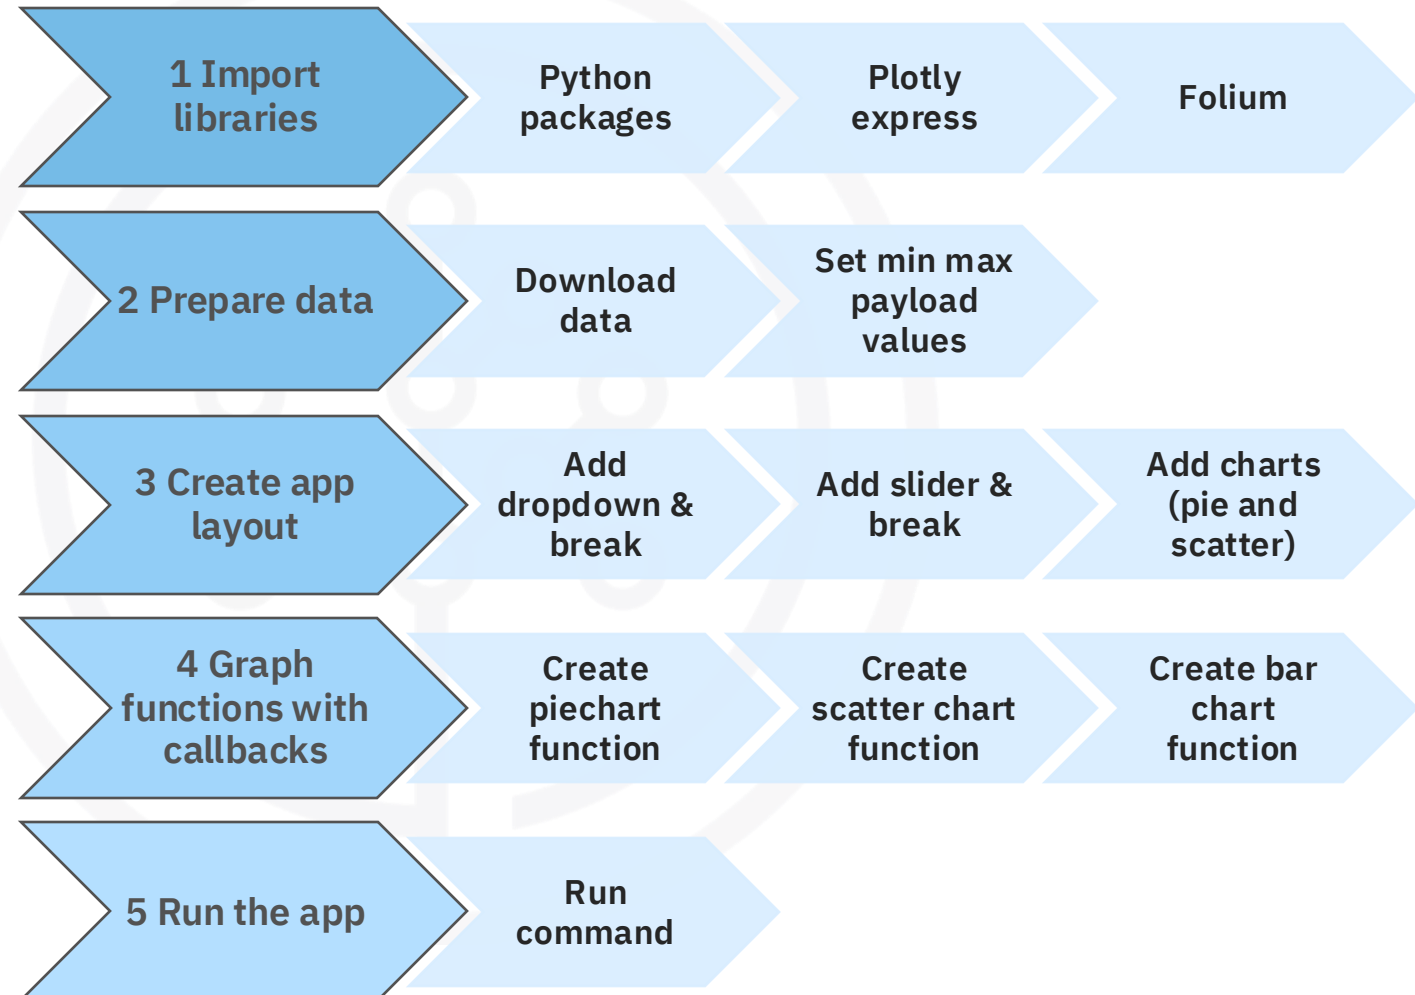 1 Import
libraries
Python
packages
Plotly
express
Folium
2 Prepare data
Download
data
Set min max
payload
values
3 Create app
layout
Add
dropdown &
break
Add slider &
break
Add charts
(pie and
scatter)
4 Graph
functions with
callbacks
Create
piechart
function
Create
scatter chart
function
Create bar
chart
function
5 Run the app
Run
command